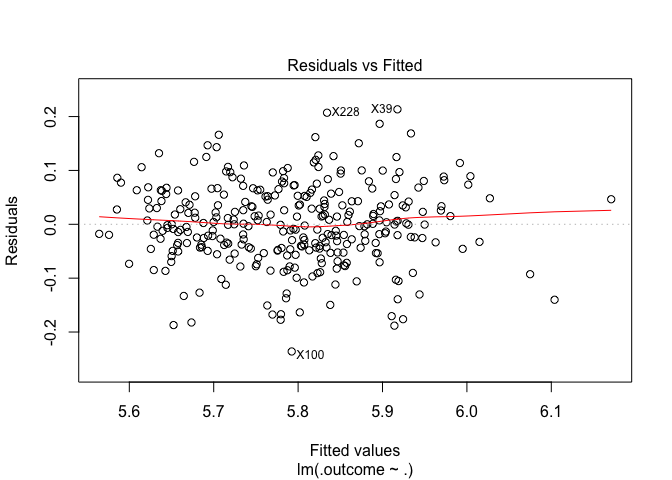 Residuals vs Fitted
Residuals
0.2
0.1
0.0
-0.1
-0.2
X228
X39
X100
5.6 5.7 5.8 5.9 6.0 6.1
Fitted values
lm(.outcome ~ .)